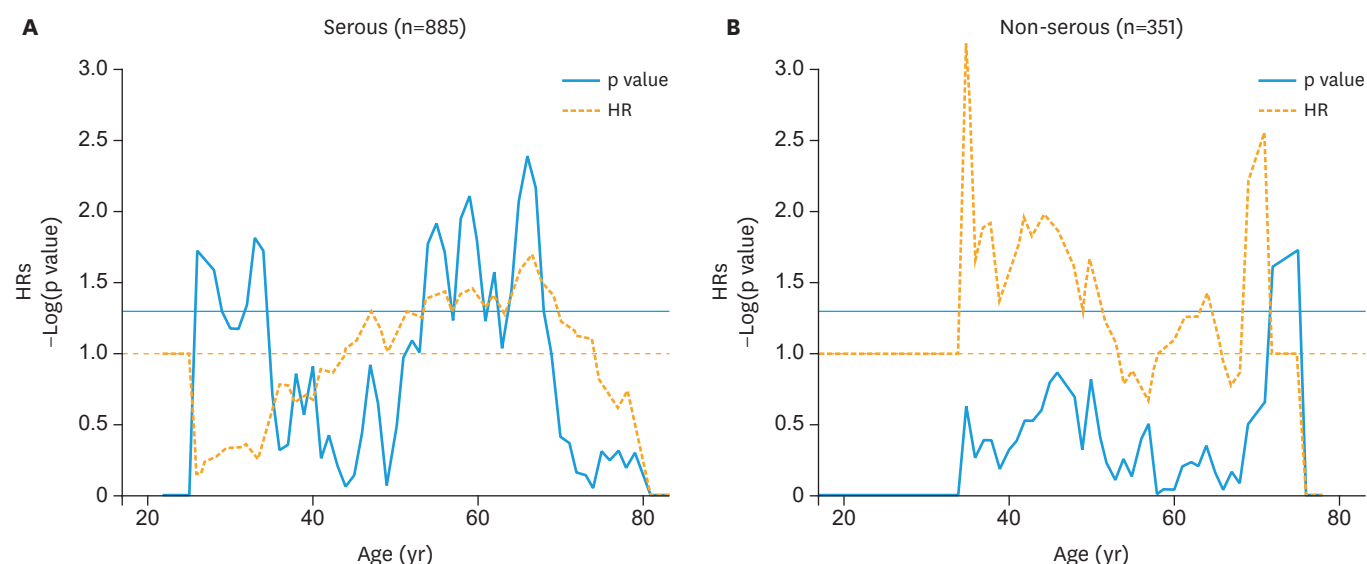 A
Serous (n=885)
p value
HR
HRs
−Log(p value)
3.0
2.5
2.0
1.5
1.0
0.5
0
20
40
60
80
Age (yr)
B
Non-serous (n=351)
p value
HR
HRs
−Log(p value)
3.0
2.5
2.0
1.5
1.0
0.5
0
20
40
60
80
Age (yr)